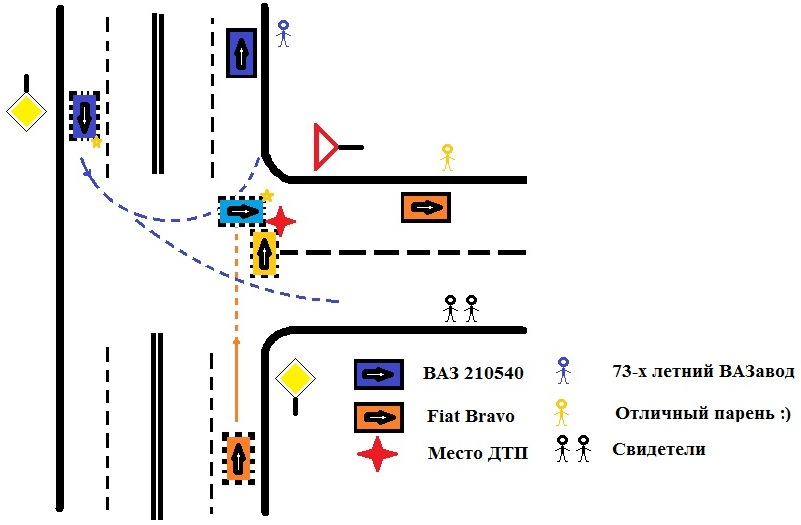 ВАЗ 210540
73-х летний ВАЗавод
Fiat Bravo
Отличный парень :)
Место ДТП
Свидетели